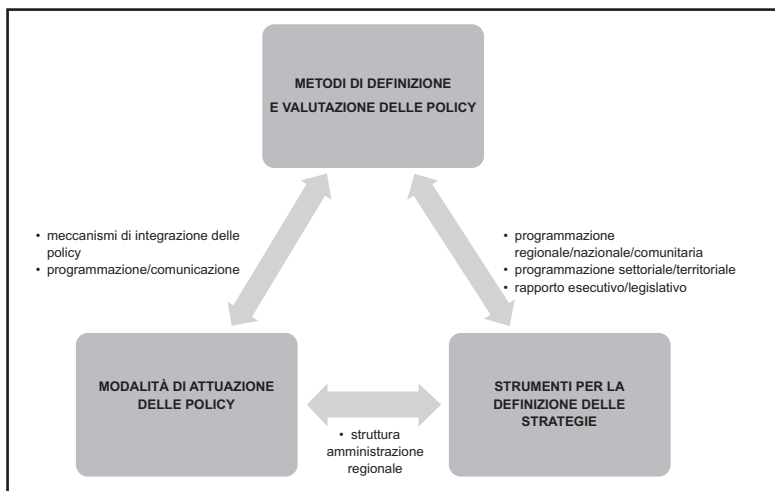 METODI DI DEFINIZIONE
E VALUTAZIONE DELLE POLICY
• meccanismi di integrazione delle
policy
• programmazione/comunicazione
• programmazione
regionale/nazionale/comunitaria
• programmazione settoriale/territoriale
• rapporto esecutivo/legislativo
MODALITÀ DI ATTUAZIONE
DELLE POLICY
STRUMENTI PER LA
DEFINIZIONE DELLE
STRATEGIE
• struttura
amministrazione
regionale